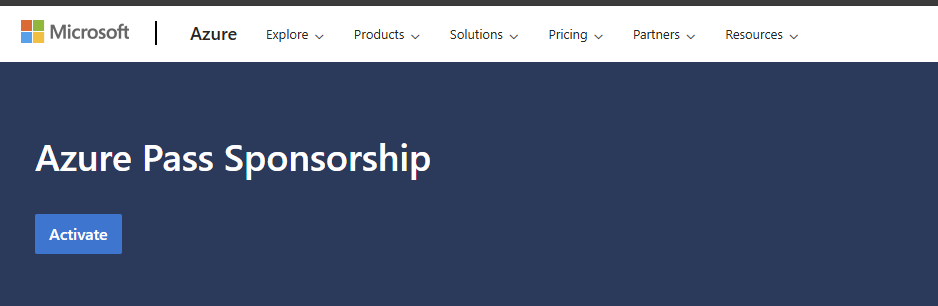 Microsoft Azure Explore Products Solutions Pricing Partners Resources
Azure Pass Sponsorship
Activate